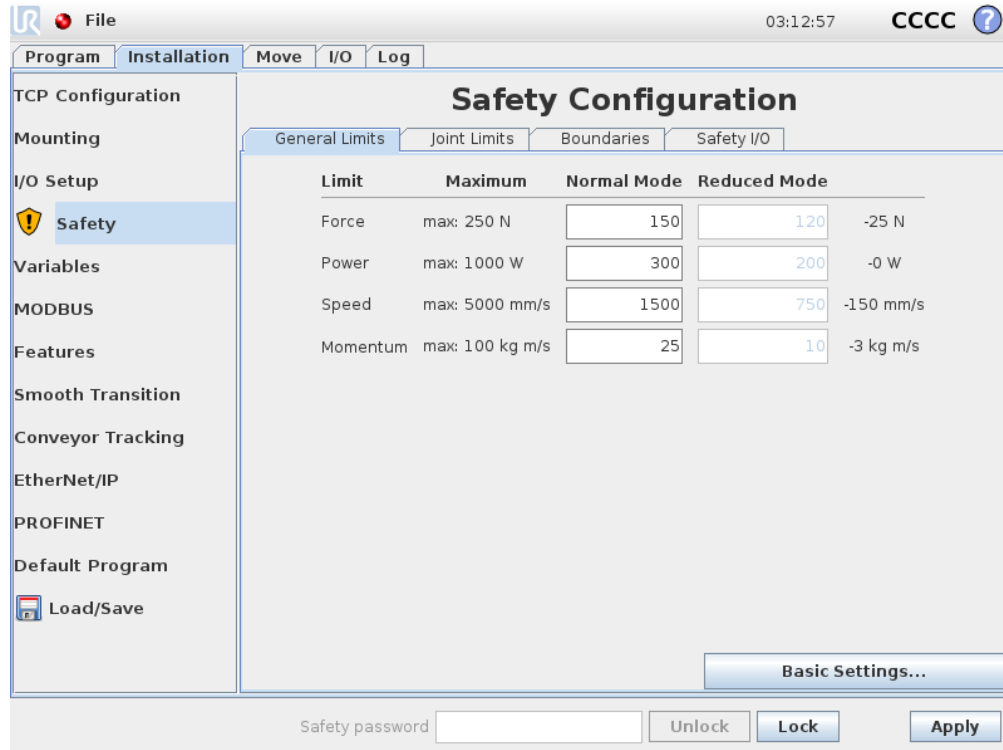 UR File 03:12:57 CCCC ?
Program Installation Move I/O Log
TCP Configuration
Mounting
I/O Setup
Safety
Variables
MODBUS
Features
Smooth Transition
Conveyor Tracking
EtherNet/IP
PROFINET
Default Program
Load/Save
Safety Configuration
General Limits Joint Limits Boundaries Safety I/O
Limit Maximum Normal Mode Reduced Mode
Force max: 250 N 150 120 -25 N
Power max: 1000 W 300 200 -0 W
Speed max: 5000 mm/s 1500 750 -150 mm/s
Momentum max: 100 kg m/s 25 10 -3 kg m/s
Basic Settings...
Safety password Unlock Lock Apply